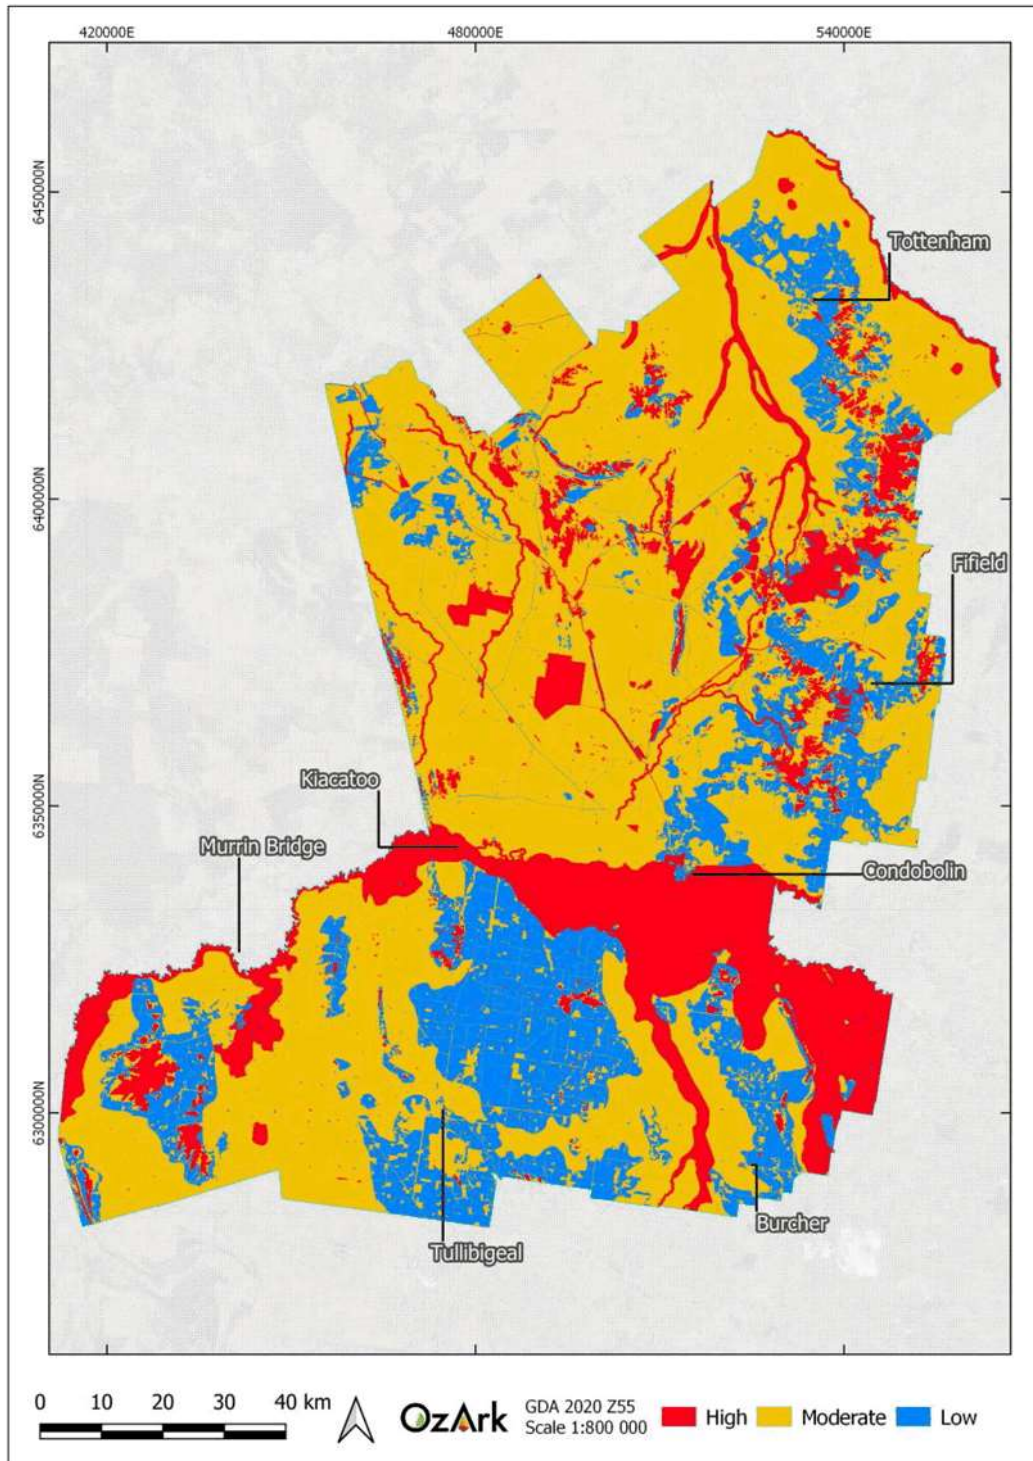 420000E 480000E 540000E
6450000N
Tottenham
6400000N
Fifield
6350000N
Kiacatoo
Murrin Bridge
Condobolin
6300000N
Burcher
Tullibigeal
0 10 20 30 40 km
OzArk
GDA 2020 Z55
Scale 1:800 000
High Moderate Low